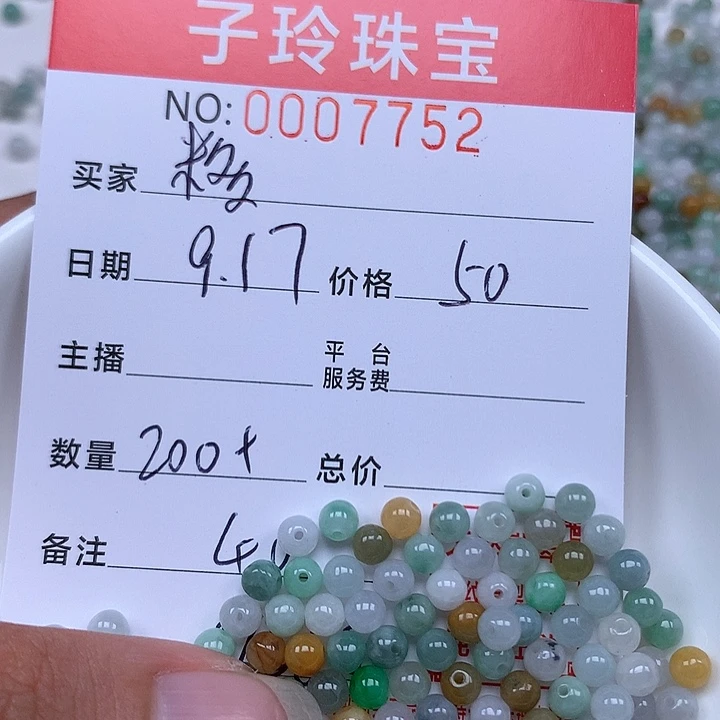 子玲珠宝
NO:0007752
买家
日期 9.17 价格 50
主播 平台服务费
数量 200+ 总价
备注